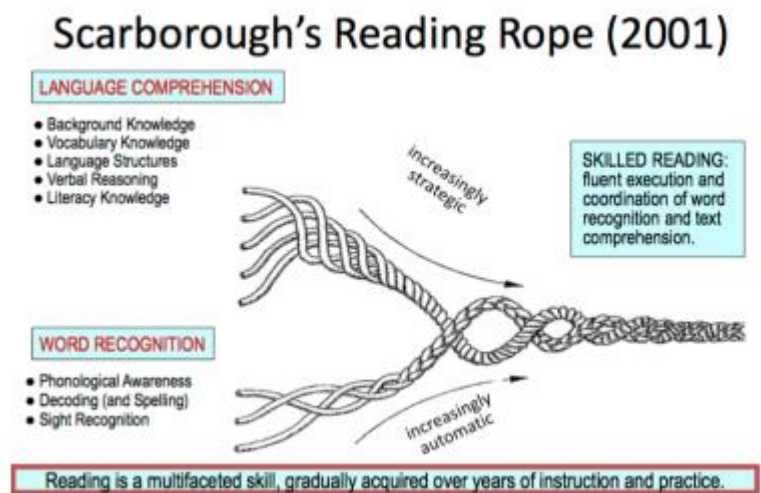 Scarborough's Reading Rope (2001)
LANGUAGE COMPREHENSION
● Background Knowledge
● Vocabulary Knowledge
● Language Structures
● Verbal Reasoning
● Literacy Knowledge
increasingly
strategic
SKILLED READING:
fluent execution and
coordination of word
recognition and text
comprehension.
WORD RECOGNITION
● Phonological Awareness
● Decoding (and Spelling)
● Sight Recognition
increasingly
automatic
Reading is a multifaceted skill, gradually acquired over years of instruction and practice.